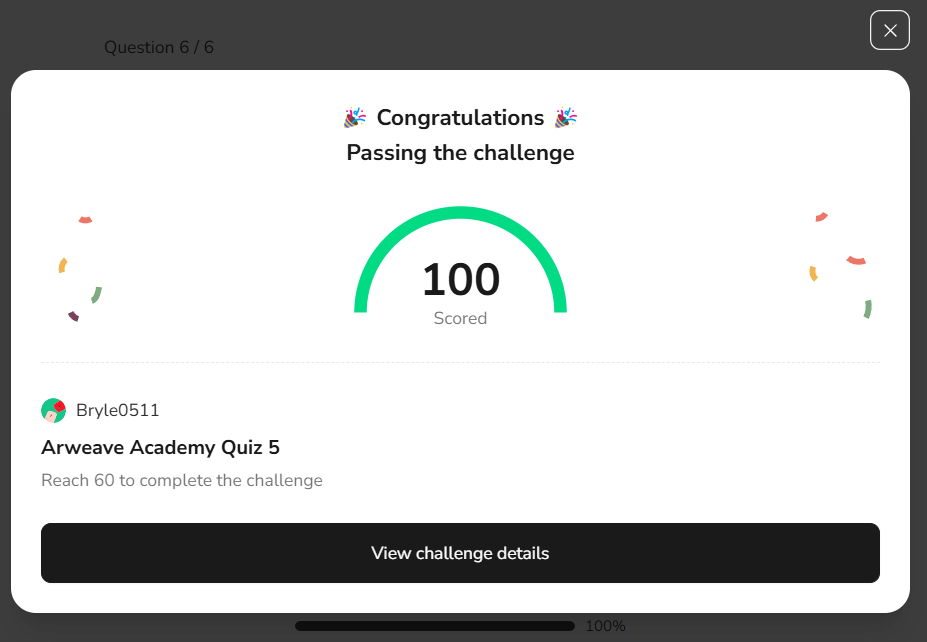 Question 6 / 6
Congratulations
Passing the challenge
100
Scored
Bryle0511
Arweave Academy Quiz 5
Reach 60 to complete the challenge
View challenge details
100%